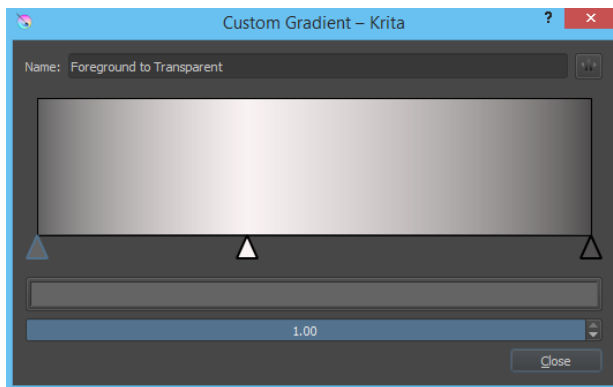 Custom Gradient – Krita
?
×
Name: Foreground to Transparent
1.00
Close